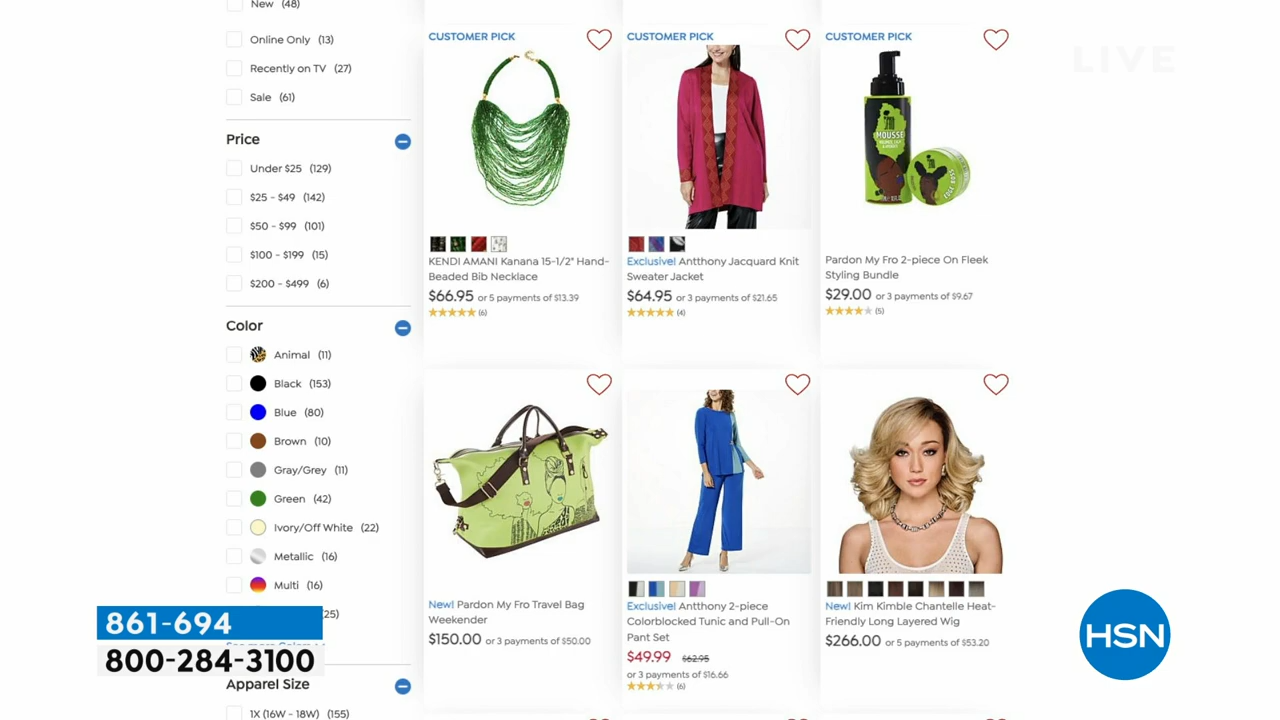 New (48)
Online Only (13)
Recently on TV (27)
Sale (61)
Price
Under $25 (129)
$25 - $49 (142)
$50 - $99 (101)
$100 - $199 (15)
$200 - $499 (6)
Color
Animal (11)
Black (153)
Blue (80)
Brown (10)
Gray/Grey (11)
Green (42)
Ivory/Off White (22)
Metallic (16)
Multi (16)
(25)
Apparel Size
1X (16W - 18W) (155)
CUSTOMER PICK
KENDI AMANI Kanana 15-1/2" Hand-
Beaded Bib Necklace
$66.95 or 5 payments of $13.39
(6)
CUSTOMER PICK
Exclusive! Antthony Jacquard Knit
Sweater Jacket
$64.95 or 3 payments of $21.65
(4)
CUSTOMER PICK
MOUSSE
Pardon My Fro 2-piece On Fleek
Styling Bundle
$29.00 or 3 payments of $9.67
(5)
New! Pardon My Fro Travel Bag
Weekender
$150.00 or 3 payments of $50.00
Exclusive! Antthony 2-piece
Colorblocked Tunic and Pull-On
Pant Set
$49.99 $62.95
or 3 payments of $16.66
(6)
New! Kim Kimble Chantelle Heat-
Friendly Long Layered Wig
$266.00 or 5 payments of $53.20
LIVE
861-694
800-284-3100
HSN